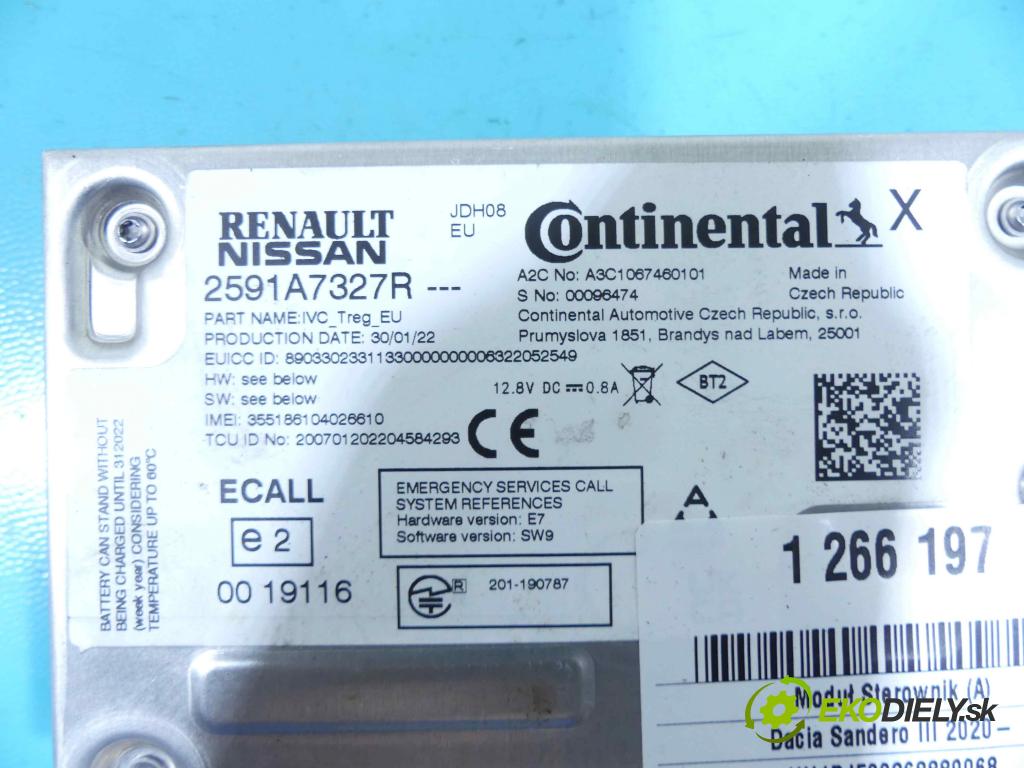 RENAULT
NISSAN
JDH08
EU
Continental
X
2591A7327R ---
A2C No: A3C1067460101
Made in
S No: 00096474
Czech Republic
PART NAME:IVC_Treg_EU
Continental Automotive Czech Republic, s.r.o.
PRODUCTION DATE: 30/01/22
Prumyslova 1851, Brandys nad Labem, 25001
EUICC ID: 89033023311330000000006322052549
HW: see below
12.8V DC 0.8A
BT2
SW: see below
IMEI: 355186104026610
TCU ID No: 200701202204584293
CE
ECALL
e2
00 19116
EMERGENCY SERVICES CALL
SYSTEM REFERENCES
Hardware version: E7
Software version: SW9
R
201-190787
BATTERY CAN STAND WITHOUT
BEING CHARGED UNTIL 312022
(week year) CONSIDERING
TEMPERATURE UP TO 60°C
A
1 266 197
Moduł Sterownik (A)
EKODIELY.sk
Dacia Sandero III 2020-